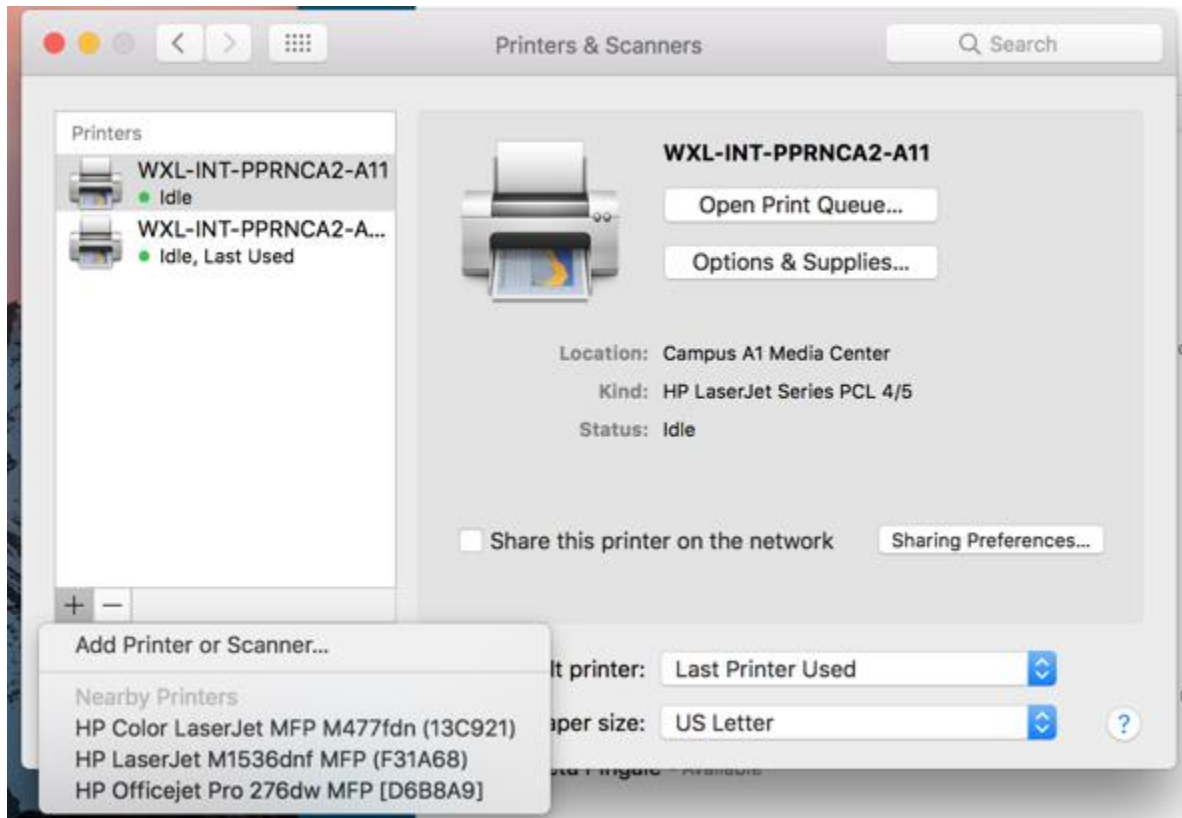 Printers & Scanners
Search
Printers
WXL-INT-PPRNCA2-A11
Idle
WXL-INT-PPRNCA2-A...
Idle, Last Used
WXL-INT-PPRNCA2-A11
Open Print Queue...
Options & Supplies...
Location: Campus A1 Media Center
Kind: HP LaserJet Series PCL 4/5
Status: Idle
Share this printer on the network
Sharing Preferences...
+ −
Add Printer or Scanner...
Nearby Printers
HP Color LaserJet MFP M477fdn (13C921)
HP LaserJet M1536dnf MFP (F31A68)
HP Officejet Pro 276dw MFP [D6B8A9]
lt printer: Last Printer Used
aper size: US Letter
?
Available